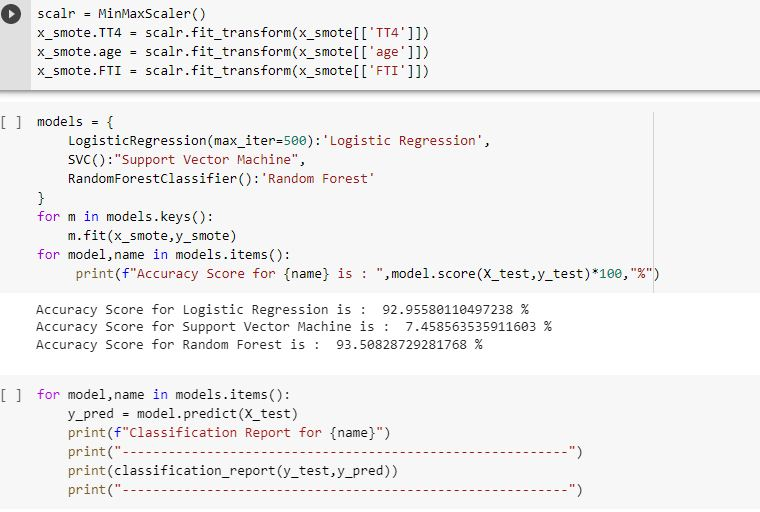 scalr = MinMaxScaler()
x_smote.TT4 = scalr.fit_transform(x_smote[['TT4']])
x_smote.age = scalr.fit_transform(x_smote[['age']])
x_smote.FTI = scalr.fit_transform(x_smote[['FTI']])
[ ] models = {
    LogisticRegression(max_iter=500):'Logistic Regression',
    SVC():"Support Vector Machine",
    RandomForestClassifier():'Random Forest'
}
for m in models.keys():
    m.fit(x_smote,y_smote)
for model,name in models.items():
     print(f"Accuracy Score for {name} is : ",model.score(X_test,y_test)*100,"%")
Accuracy Score for Logistic Regression is :  92.95580110497238 %
Accuracy Score for Support Vector Machine is :  7.458563535911603 %
Accuracy Score for Random Forest is :  93.50828729281768 %
[ ] for model,name in models.items():
    y_pred = model.predict(X_test)
    print(f"Classification Report for {name}")
    print("----------------------------------------------------------")
    print(classification_report(y_test,y_pred))
    print("----------------------------------------------------------")